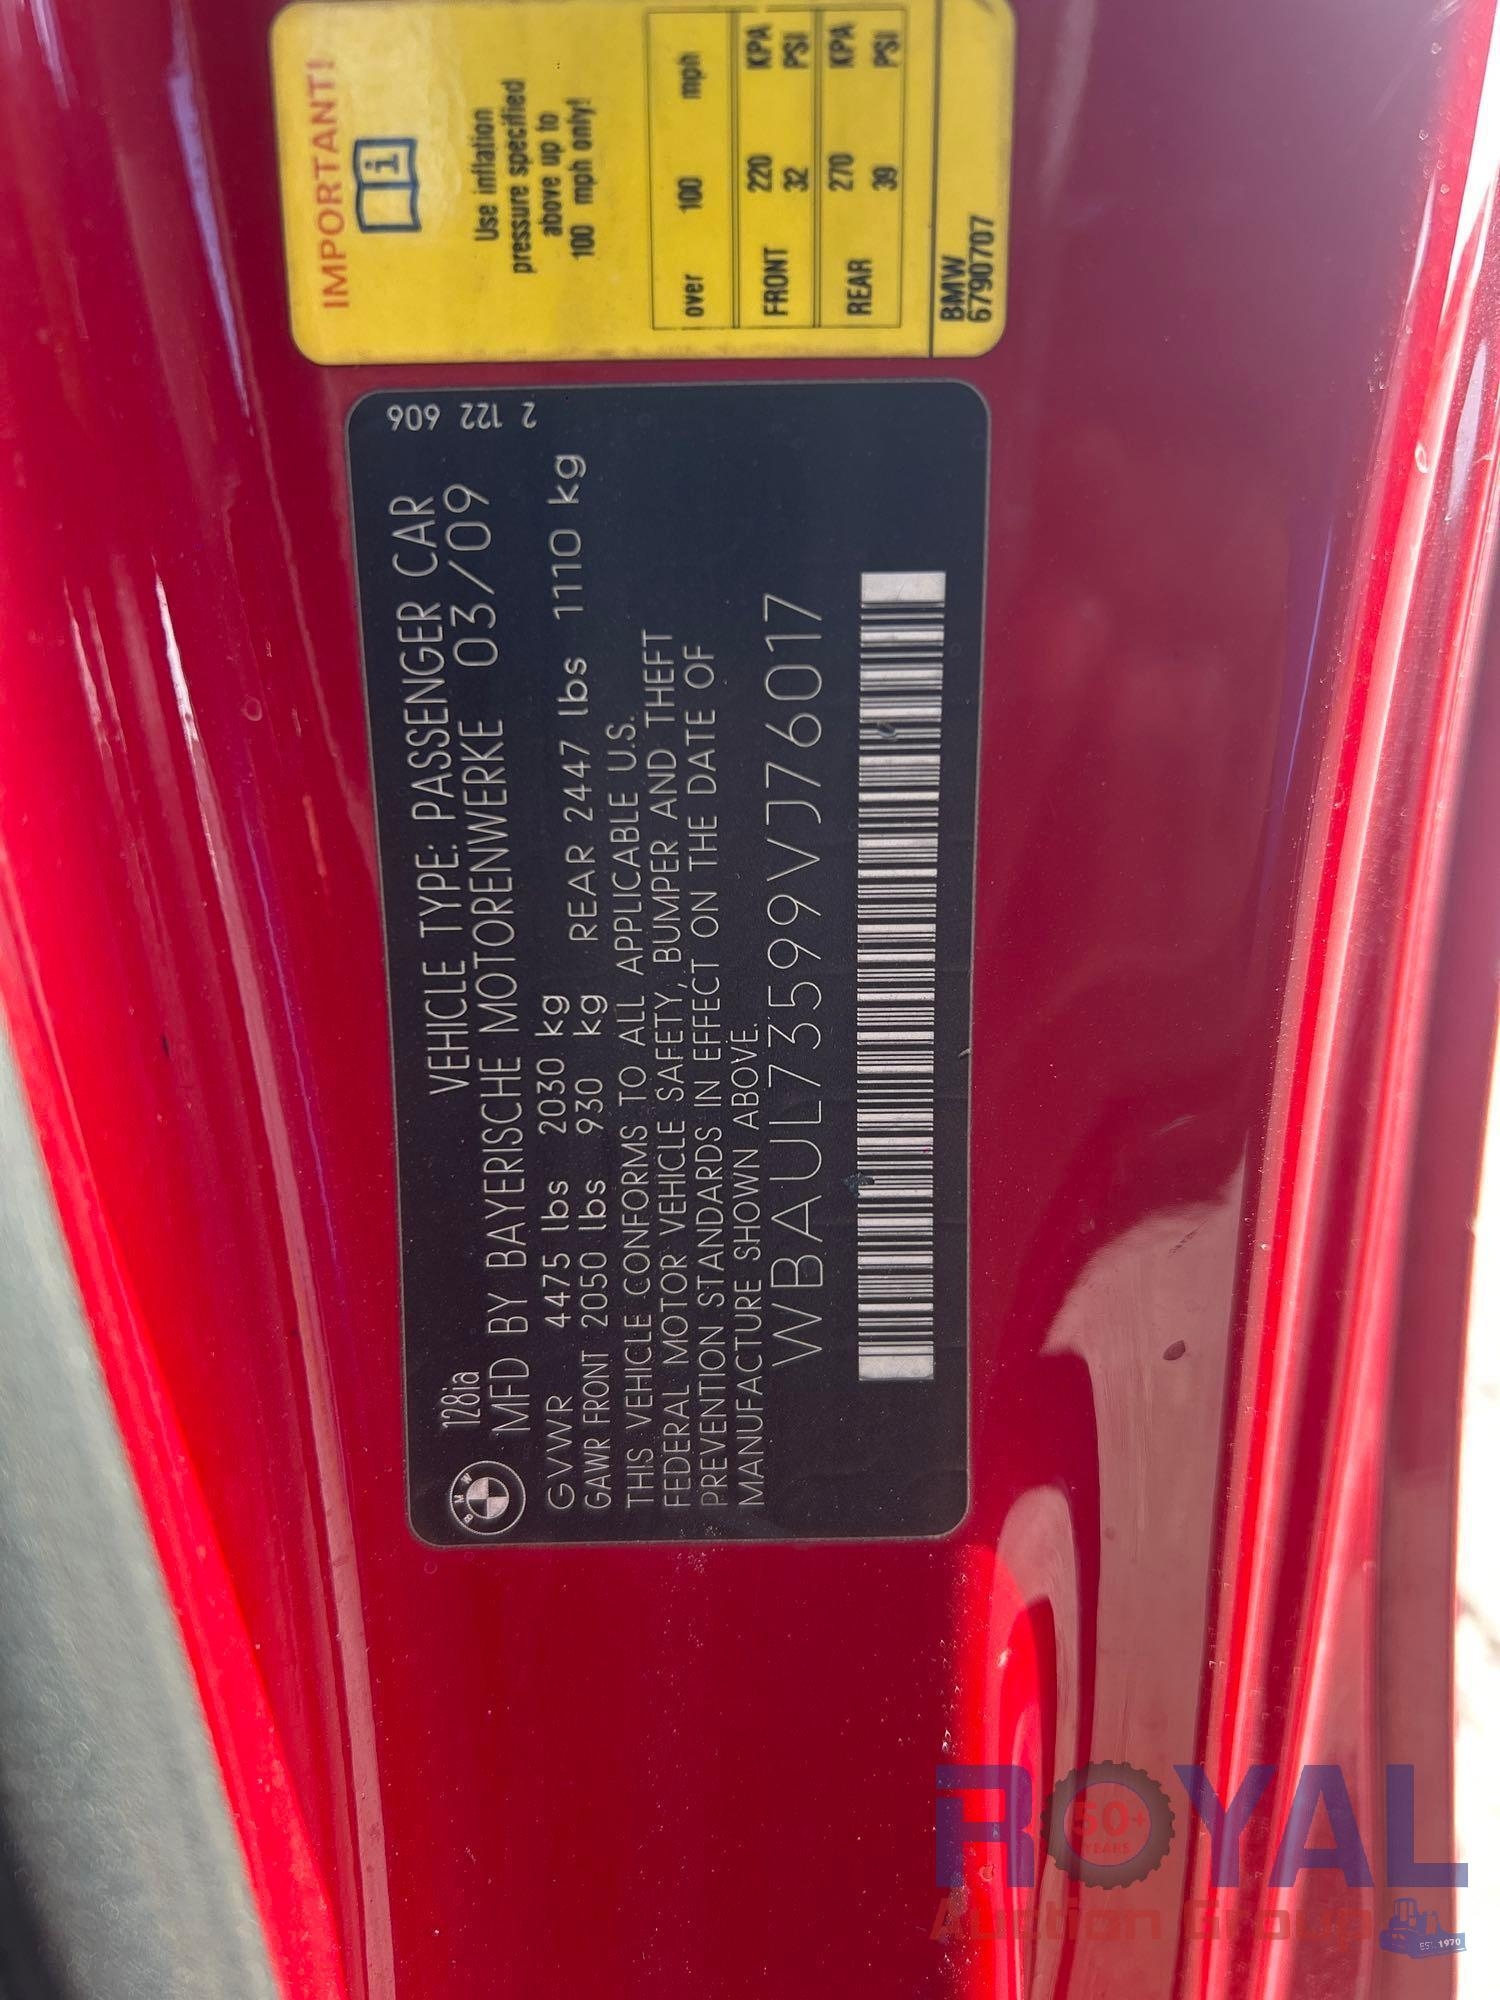 128ia
VEHICLE TYPE: PASSENGER CAR
MFD BY BAYERISCHE MOTORENWERKE 03/09
GVWR 4475 lbs 2030 kg
GAWR FRONT 2050 lbs 930 kg REAR 2447 lbs 1110 kg
THIS VEHICLE CONFORMS TO ALL APPLICABLE U.S.
FEDERAL MOTOR VEHICLE SAFETY, BUMPER AND THEFT
PREVENTION STANDARDS IN EFFECT ON THE DATE OF
MANUFACTURE SHOWN ABOVE.
WBAUL73599VJ76017
2 122 606
BMW
IMPORTANT!
i
Use inflation
pressure specified
above up to
100 mph only!
over 100 mph
FRONT 220 KPA
32 PSI
REAR 270 KPA
39 PSI
BMW
6790707
ROYAL
50+
YEARS
Auction Group
EST. 1970